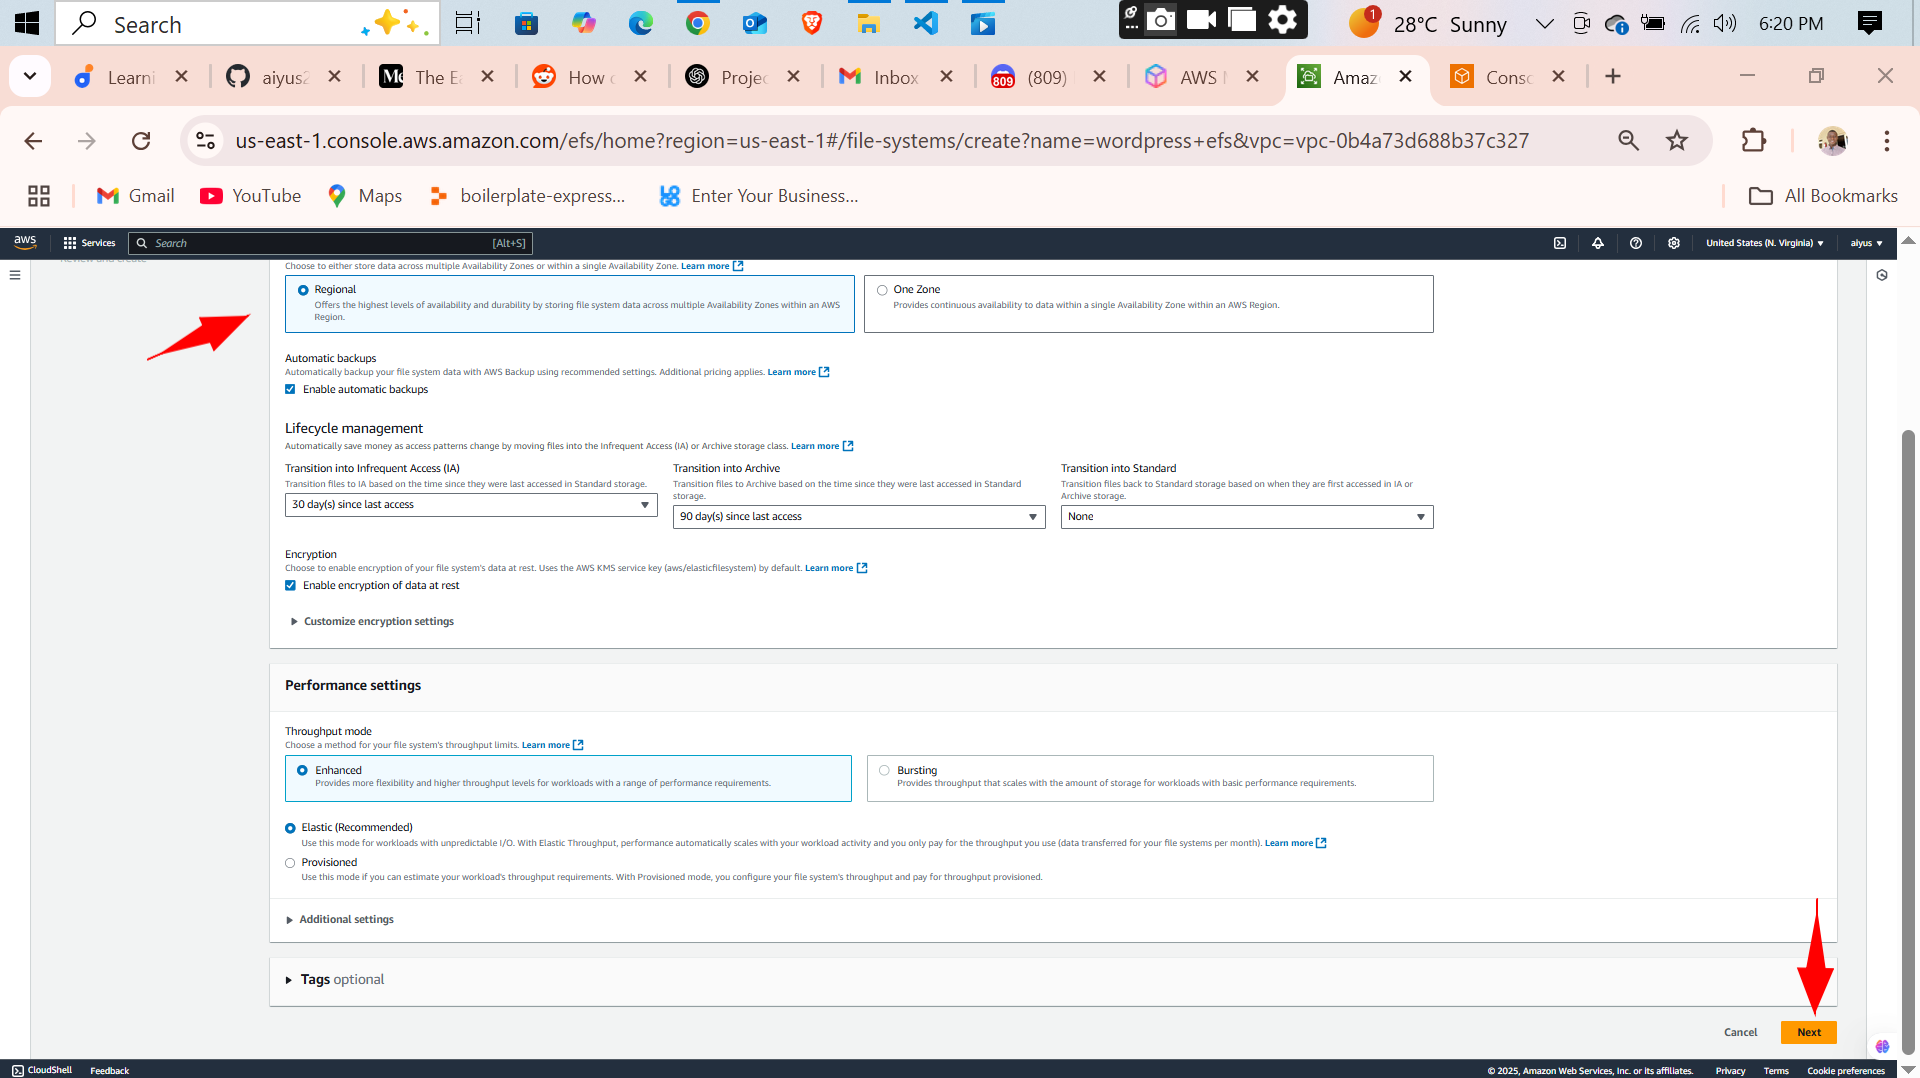 Search
1
28°C Sunny
6:20 PM
Learni
aiyus2
Me
The Ea
How c
Projec
Inbox
809
(809)
AWS
Amaz
Conso
us-east-1.console.aws.amazon.com/efs/home?region=us-east-1#/file-systems/create?name=wordpress+efs&vpc=vpc-0b4a73d688b37c327
Gmail
YouTube
Maps
boilerplate-express...
Enter Your Business...
All Bookmarks
aws
Services
Search
[Alt+S]
United States (N. Virginia)
aiyus
Review and create
Choose to either store data across multiple Availability Zones or within a single Availability Zone. Learn more
Regional
Offers the highest levels of availability and durability by storing file system data across multiple Availability Zones within an AWS
Region.
One Zone
Provides continuous availability to data within a single Availability Zone within an AWS Region.
Automatic backups
Automatically backup your file system data with AWS Backup using recommended settings. Additional pricing applies. Learn more
Enable automatic backups
Lifecycle management
Automatically save money as access patterns change by moving files into the Infrequent Access (IA) or Archive storage class. Learn more
Transition into Infrequent Access (IA)
Transition files to IA based on the time since they were last accessed in Standard storage.
30 day(s) since last access
Transition into Archive
Transition files to Archive based on the time since they were last accessed in Standard
storage.
90 day(s) since last access
Transition into Standard
Transition files back to Standard storage based on when they are first accessed in IA or
Archive storage.
None
Encryption
Choose to enable encryption of your file system's data at rest. Uses the AWS KMS service key (aws/elasticfilesystem) by default. Learn more
Enable encryption of data at rest
Customize encryption settings
Performance settings
Throughput mode
Choose a method for your file system's throughput limits. Learn more
Enhanced
Provides more flexibility and higher throughput levels for workloads with a range of performance requirements.
Bursting
Provides throughput that scales with the amount of storage for workloads with basic performance requirements.
Elastic (Recommended)
Use this mode for workloads with unpredictable I/O. With Elastic Throughput, performance automatically scales with your workload activity and you only pay for the throughput you use (data transferred for your file systems per month). Learn more
Provisioned
Use this mode if you can estimate your workload's throughput requirements. With Provisioned mode, you configure your file system's throughput and pay for throughput provisioned.
Additional settings
Tags optional
Cancel
Next
CloudShell
Feedback
© 2025, Amazon Web Services, Inc. or its affiliates.
Privacy
Terms
Cookie preferences